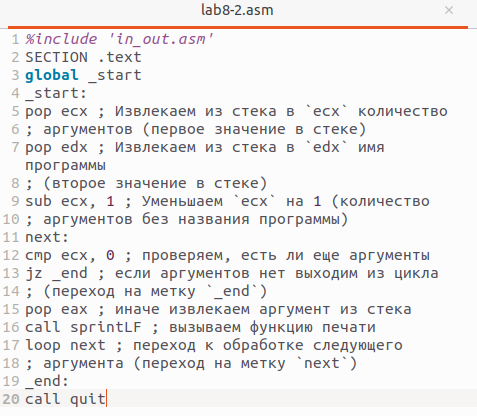 lab8-2.asm ×
1 %include 'in_out.asm'
2 SECTION .text
3 global _start
4 _start:
5 pop ecx ; Извлекаем из стека в `ecx` количество
6 ; аргументов (первое значение в стеке)
7 pop edx ; Извлекаем из стека в `edx` имя
программы
8 ; (второе значение в стеке)
9 sub ecx, 1 ; Уменьшаем `ecx` на 1 (количество
10 ; аргументов без названия программы)
11 next:
12 cmp ecx, 0 ; проверяем, есть ли еще аргументы
13 jz _end ; если аргументов нет выходим из цикла
14 ; (переход на метку `_end`)
15 pop eax ; иначе извлекаем аргумент из стека
16 call sprintLF ; вызываем функцию печати
17 loop next ; переход к обработке следующего
18 ; аргумента (переход на метку `next`)
19 _end:
20 call quit